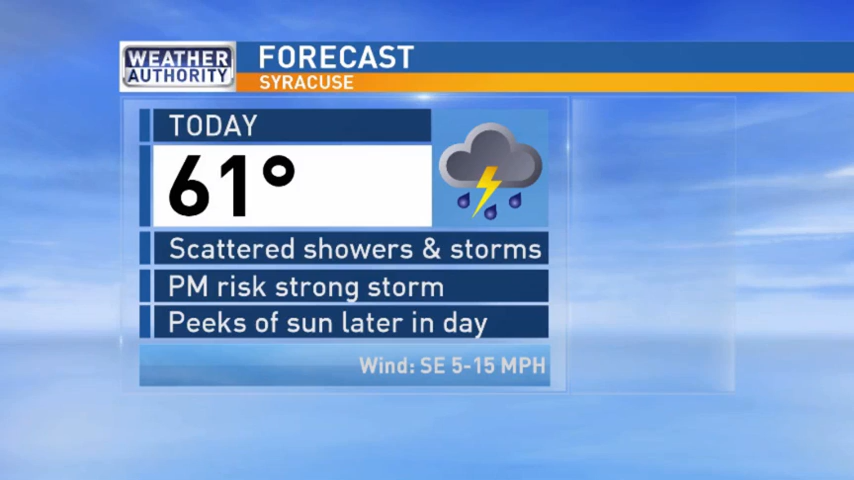 WEATHER
AUTHORITY
FORECAST
SYRACUSE
TODAY
61°
Scattered showers & storms
PM risk strong storm
Peeks of sun later in day
Wind: SE 5-15 MPH